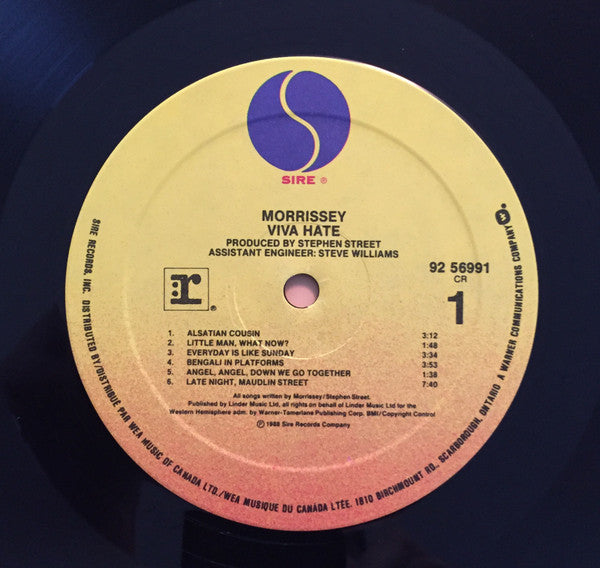 SIRE ®
MORRISSEY
VIVA HATE
PRODUCED BY STEPHEN STREET
ASSISTANT ENGINEER: STEVE WILLIAMS
r ®
92 56991
CR
1
1. ALSATIAN COUSIN 3:12
2. LITTLE MAN, WHAT NOW? 1:48
3. EVERYDAY IS LIKE SUNDAY 3:34
4. BENGALI IN PLATFORMS 3:53
5. ANGEL, ANGEL, DOWN WE GO TOGETHER 1:38
6. LATE NIGHT, MAUDLIN STREET 7:40
All songs written by Morrissey/Stephen Street.
Published by Linder Music Ltd, all rights on behalf of Linder Music Ltd for the
Western Hemisphere adm. by Warner-Tamerlane Publishing Corp. BMI/Copyright Control
℗ 1988 Sire Records Company
SIRE RECORDS, INC. DISTRIBUTED BY/DISTRIBUÉ PAR WEA MUSIC OF CANADA LTD./WEA MUSIQUE DU CANADA LTÉE. 1810 BIRCHMOUNT RD., SCARBOROUGH, ONTARIO A WARNER COMMUNICATIONS COMPANY